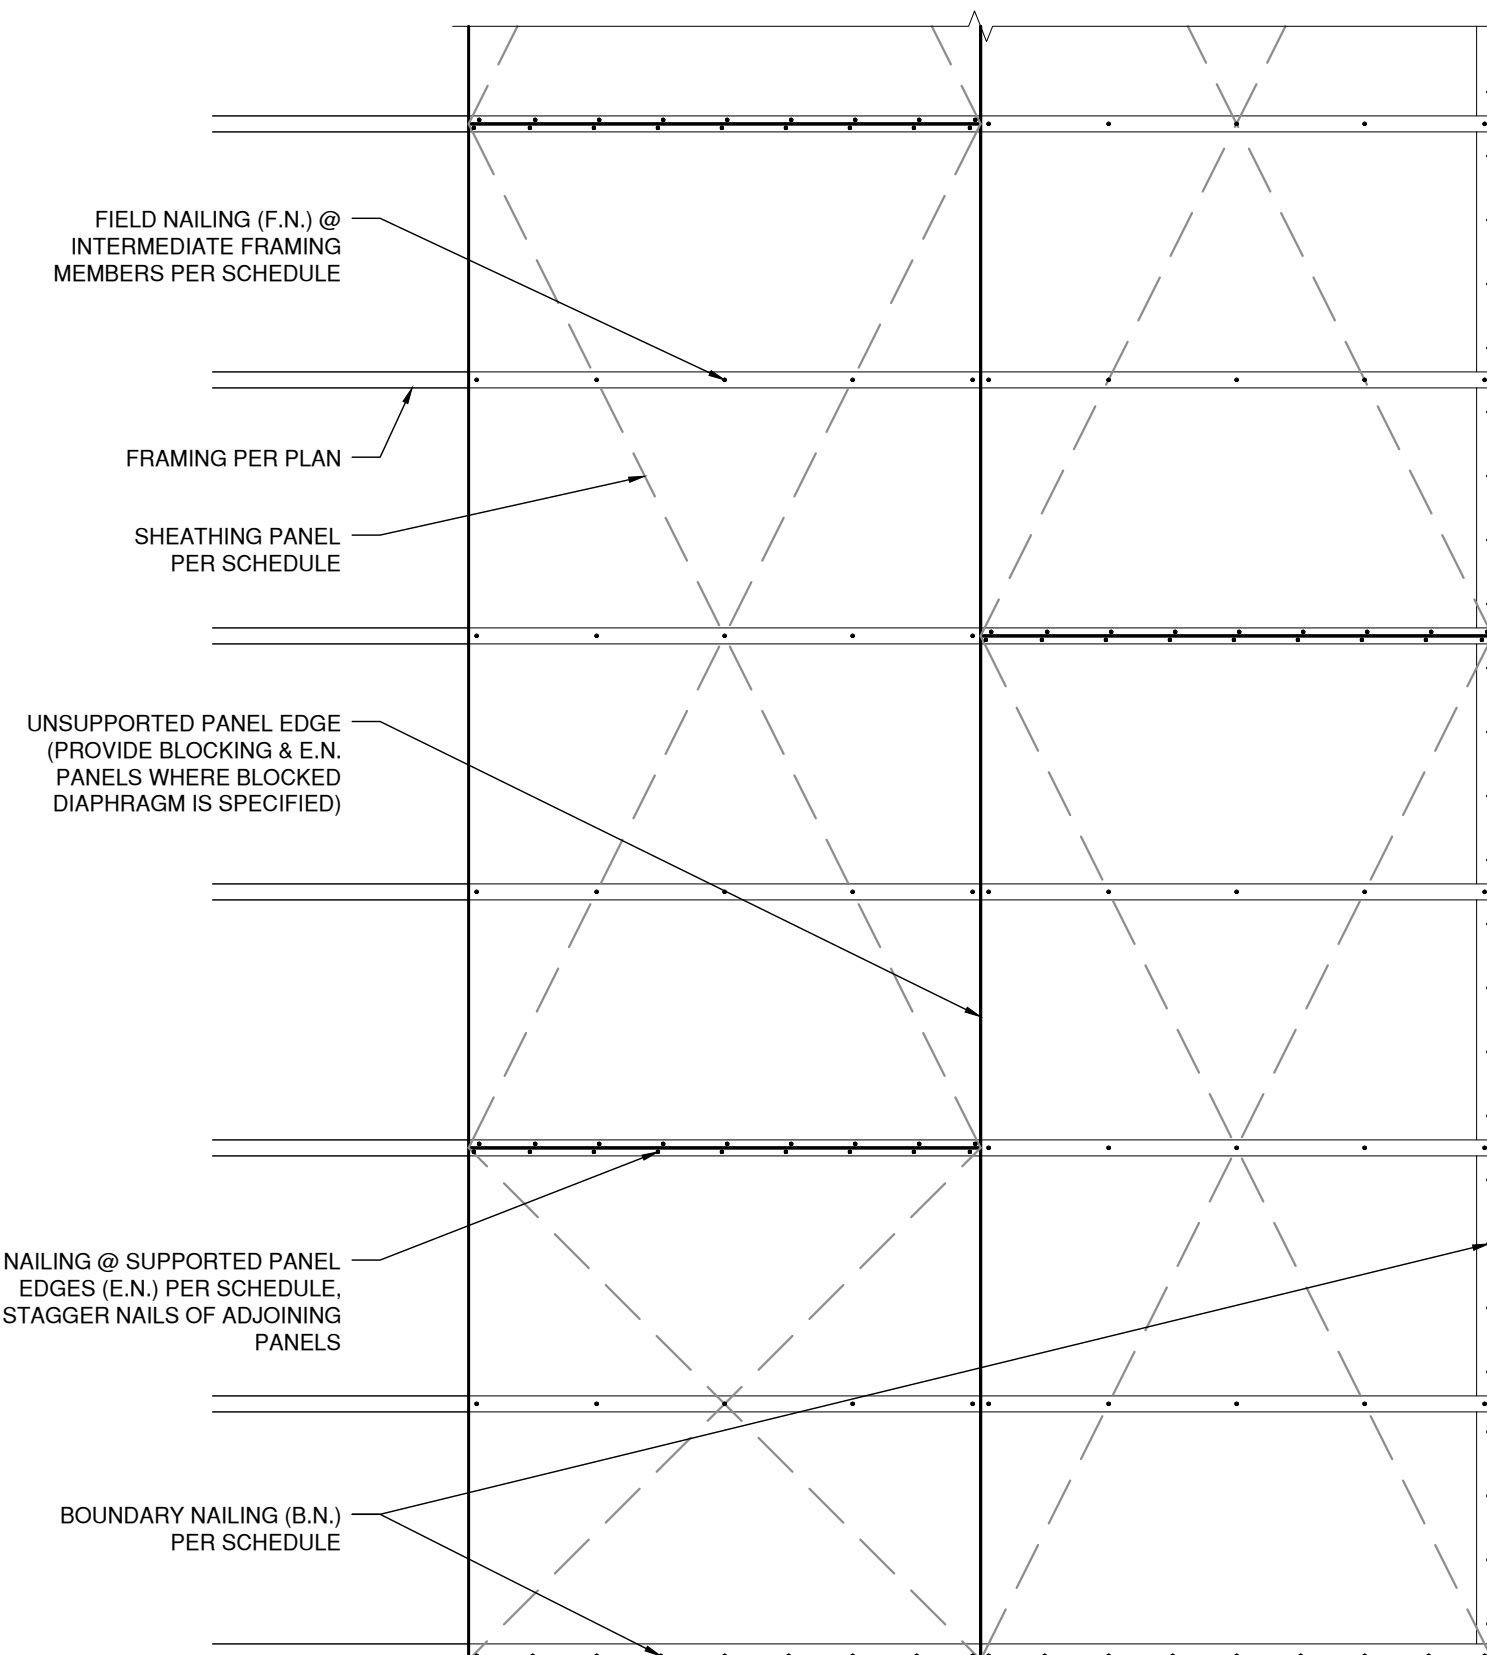 FIELD NAILING (F.N.) @
INTERMEDIATE FRAMING
MEMBERS PER SCHEDULE
FRAMING PER PLAN
SHEATHING PANEL
PER SCHEDULE
UNSUPPORTED PANEL EDGE
(PROVIDE BLOCKING & E.N.
PANELS WHERE BLOCKED
DIAPHRAGM IS SPECIFIED)
NAILING @ SUPPORTED PANEL
EDGES (E.N.) PER SCHEDULE,
STAGGER NAILS OF ADJOINING
PANELS
BOUNDARY NAILING (B.N.)
PER SCHEDULE